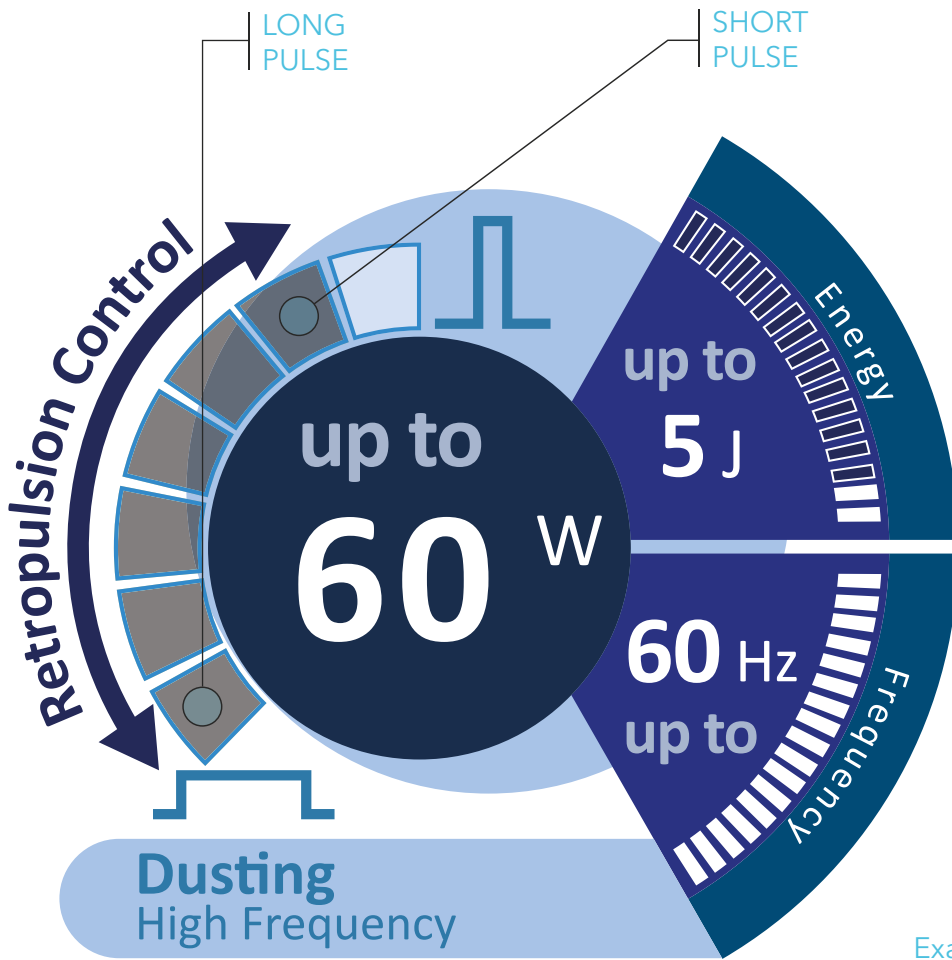 LONG
PULSE
SHORT
PULSE
Retropulsion Control
Energy
up to
5 J
up to
60 W
60 Hz
up to
Frequency
Dusting
High Frequency
Exa